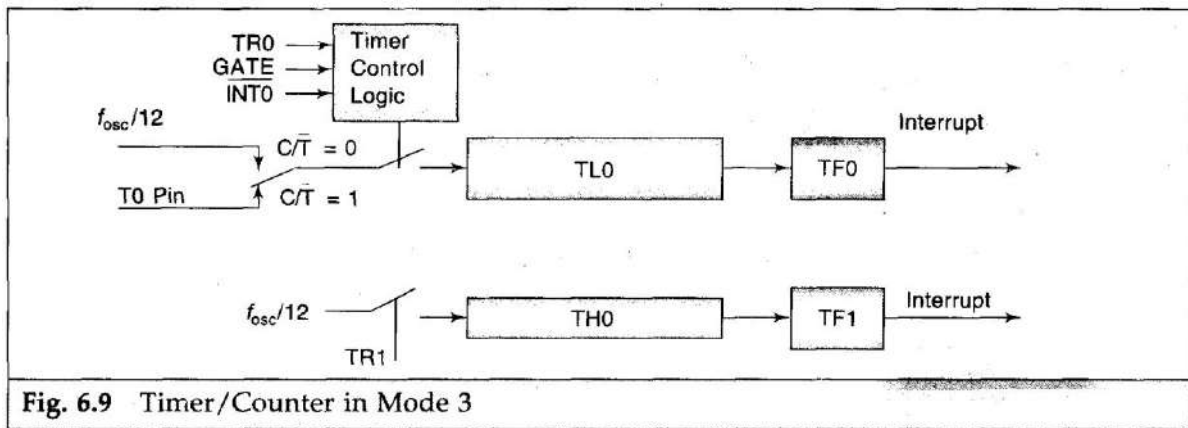 TR0
GATE
INT0
Timer
Control
Logic
fosc/12
C/T = 0
T0 Pin
C/T = 1
TL0
TF0
Interrupt
fosc/12
TR1
TH0
TF1
Interrupt
Fig. 6.9 Timer/Counter in Mode 3